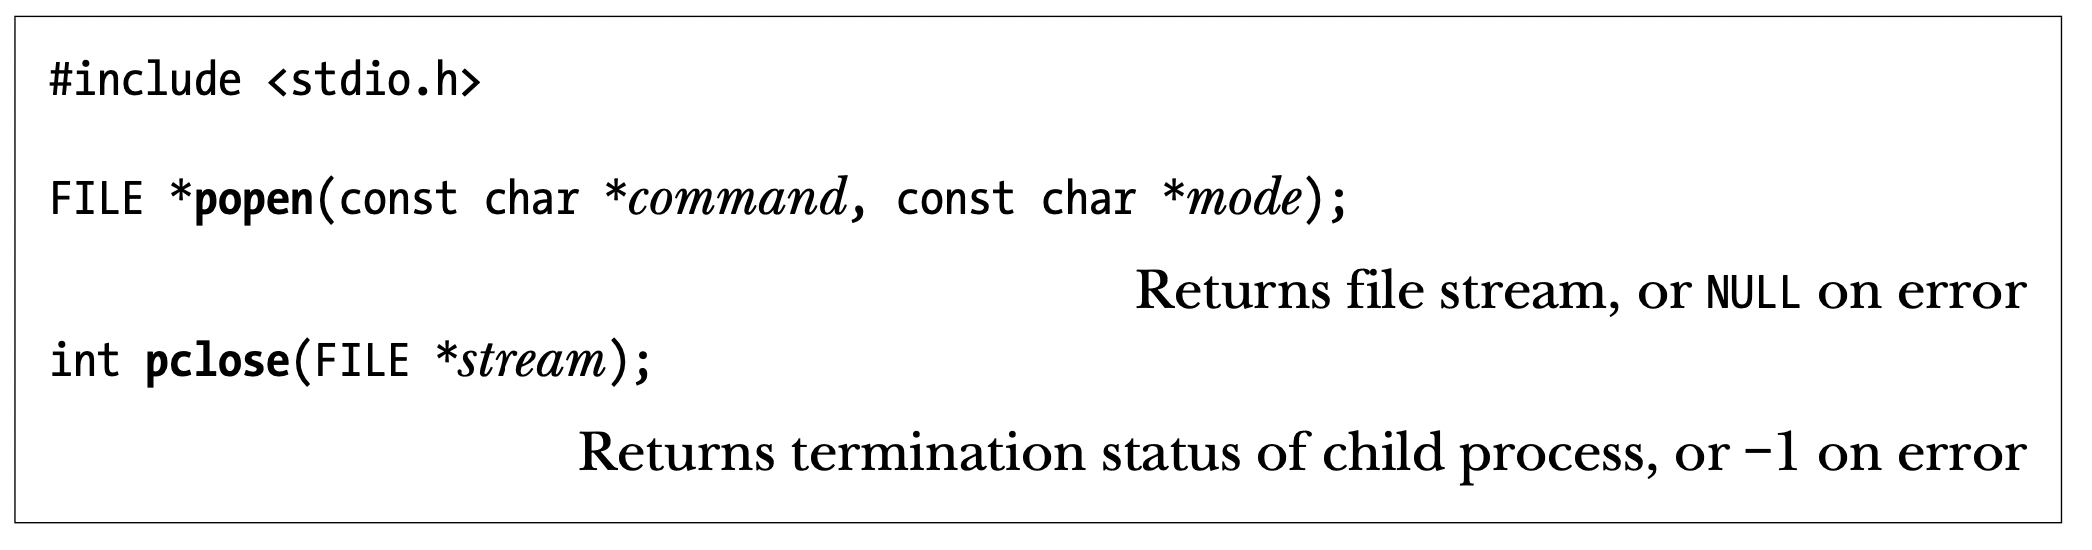 #include <stdio.h>
FILE *popen(const char *command, const char *mode);
Returns file stream, or NULL on error
int pclose(FILE *stream);
Returns termination status of child process, or −1 on error